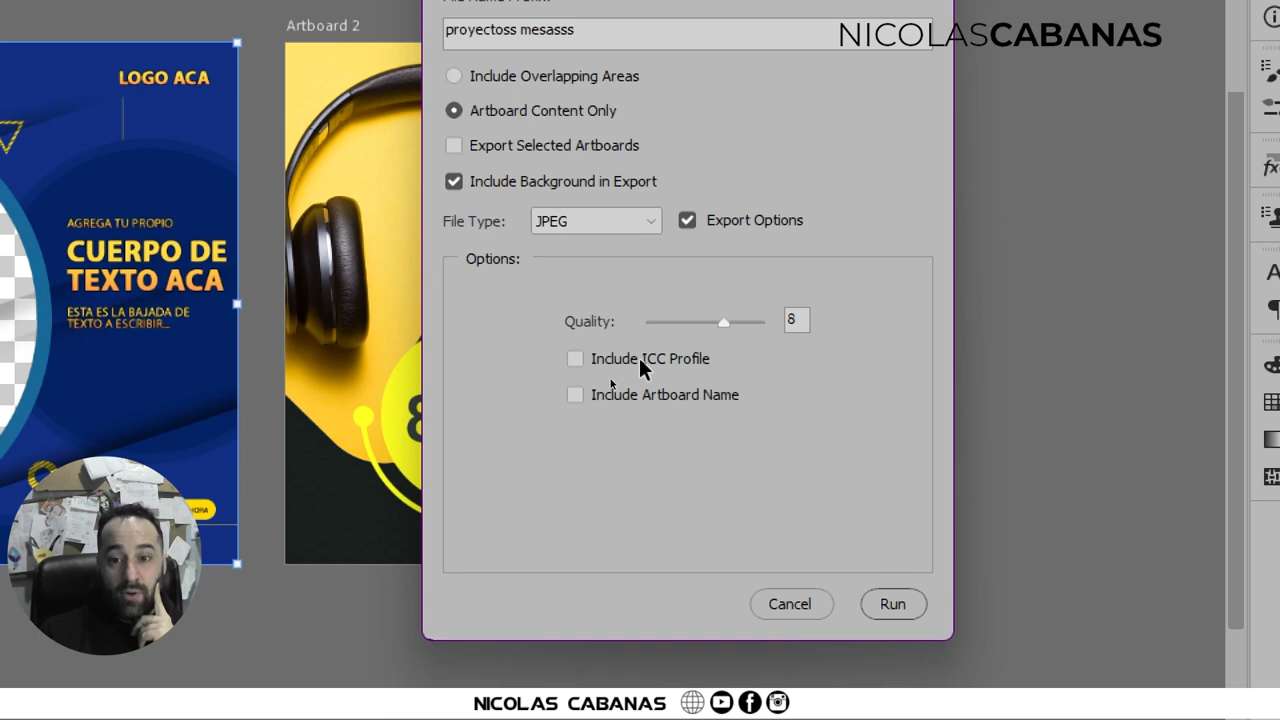 Artboard 2
LOGO ACA
AGREGA TU PROPIO
CUERPO DE
TEXTO ACA
ESTA ES LA BAJADA DE
TEXTO A ESCRIBIR...
proyectoss mesasss
NICOLASCABANAS
Include Overlapping Areas
Artboard Content Only
Export Selected Artboards
Include Background in Export
File Type: JPEG Export Options
Options:
Quality: 8
Include ICC Profile
Include Artboard Name
Cancel Run
NICOLAS CABANAS